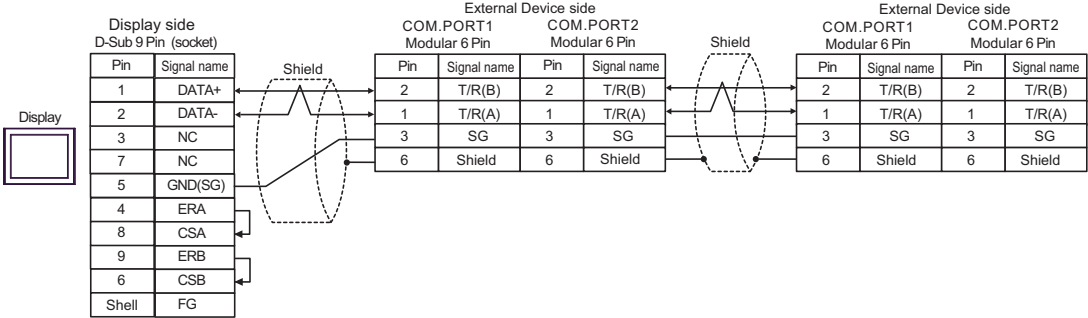 Display
Display side
D-Sub 9 Pin (socket)
Pin Signal name
1 DATA+
2 DATA-
3 NC
7 NC
5 GND(SG)
4 ERA
8 CSA
9 ERB
6 CSB
Shell FG
Shield
External Device side
COM.PORT1 COM.PORT2
Modular 6 Pin Modular 6 Pin
Pin Signal name Pin Signal name
2 T/R(B) 2 T/R(B)
1 T/R(A) 1 T/R(A)
3 SG 3 SG
6 Shield 6 Shield
Shield
External Device side
COM.PORT1 COM.PORT2
Modular 6 Pin Modular 6 Pin
Pin Signal name Pin Signal name
2 T/R(B) 2 T/R(B)
1 T/R(A) 1 T/R(A)
3 SG 3 SG
6 Shield 6 Shield